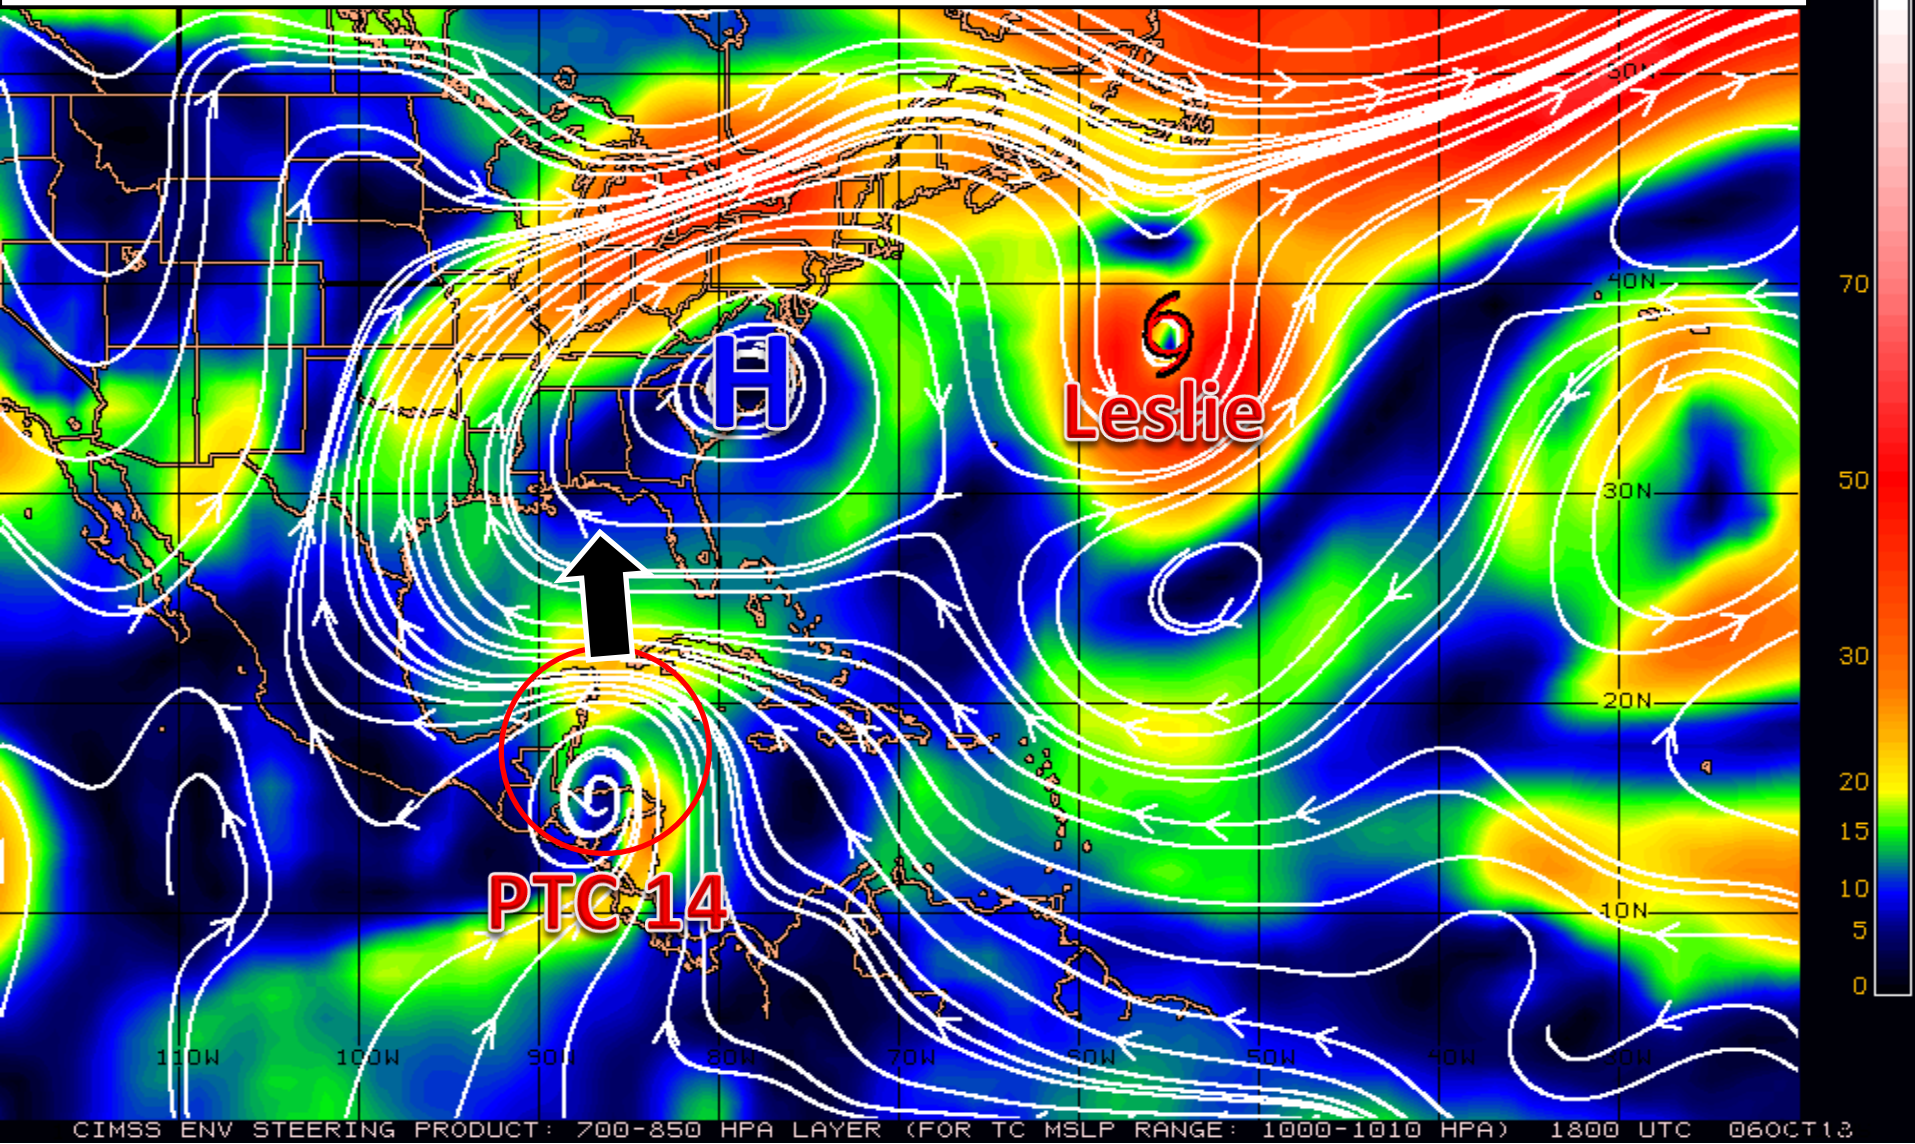 50N
70
40N
H
Leslie
50
30N
30
20N
20
15
PTC 14
10
10N
5
0
110W 100W 90W 80W 70W 60W 50W 40W 30W
CIMSS ENV STEERING PRODUCT: 700-850 HPA LAYER (FOR TC MSLP RANGE: 1000-1010 HPA) 1800 UTC 06OCT18